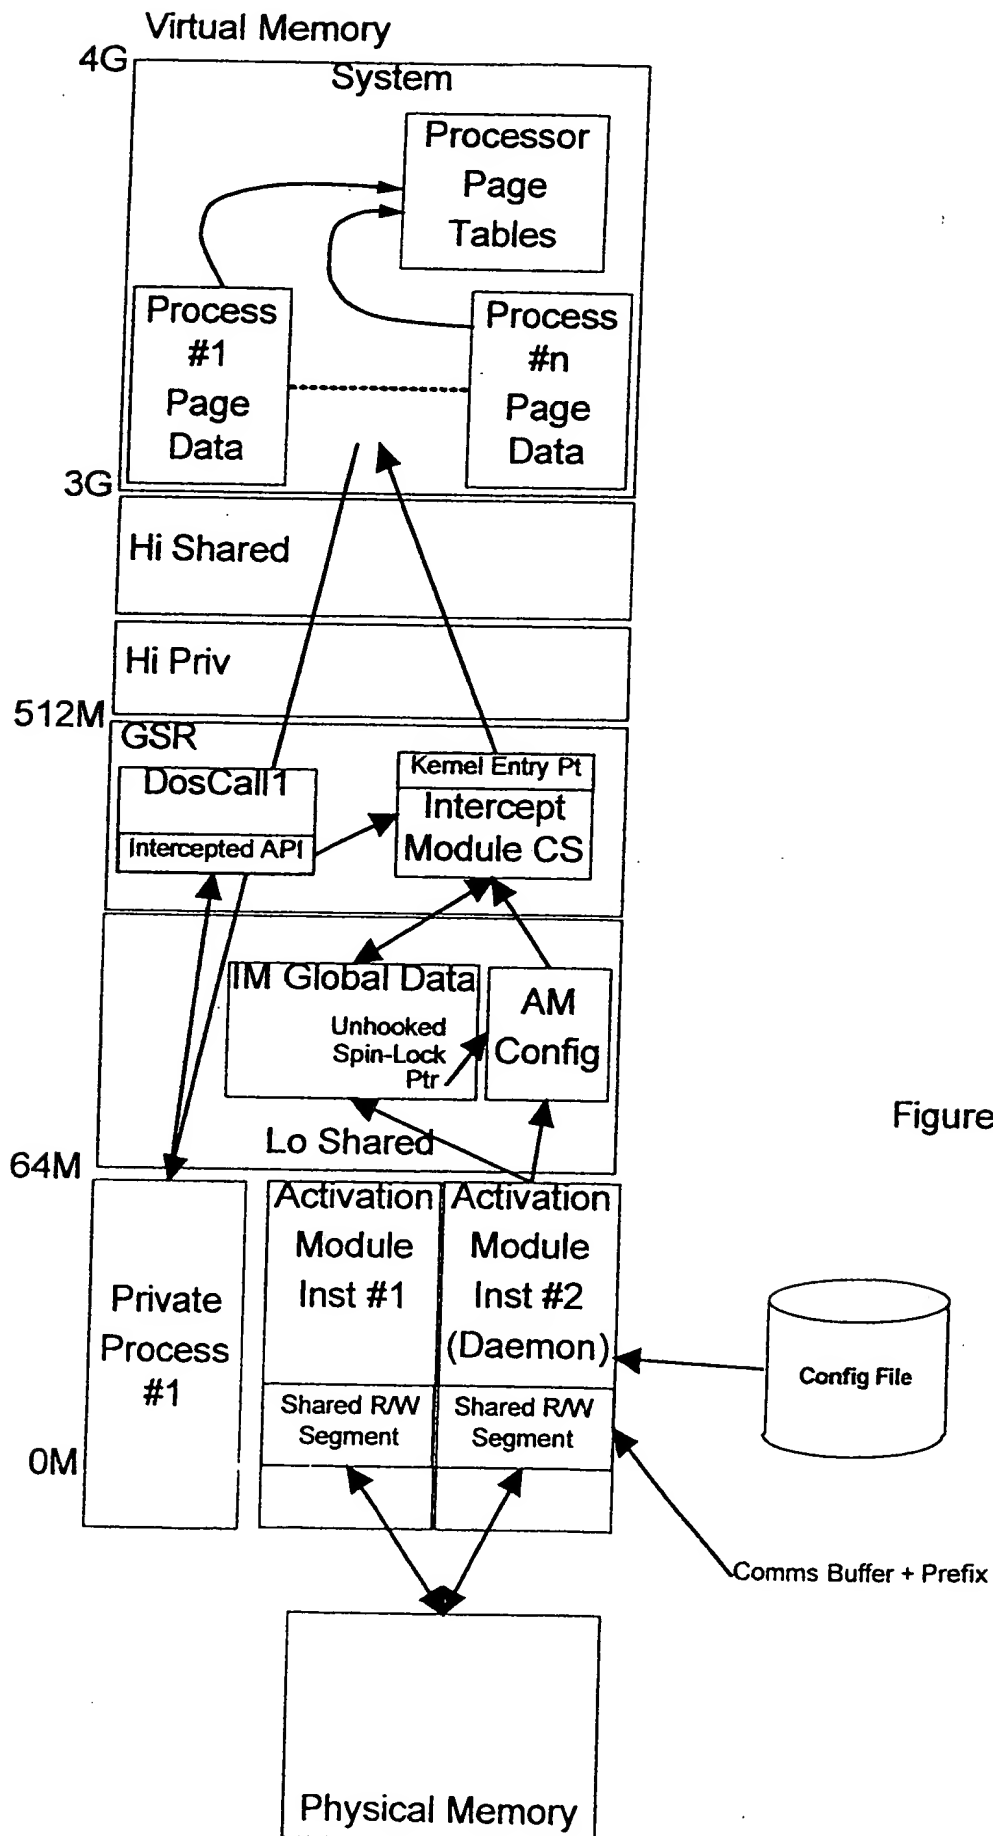 Virtual Memory
4G
System
Processor
Page
Tables
Process
#1
Page
Data
Process
#n
Page
Data
3G
Hi Shared
Hi Priv
512M
GSR
DosCall1
Intercepted API
Kernel Entry Pt
Intercept
Module CS
IM Global Data
Unhooked
Spin-Lock
Ptr
AM
Config
Lo Shared
Figure
64M
Private
Process
#1
Activation
Module
Inst #1
Shared R/W
Segment
Activation
Module
Inst #2
(Daemon)
Shared R/W
Segment
Config File
0M
Comms Buffer + Prefix
Physical Memory